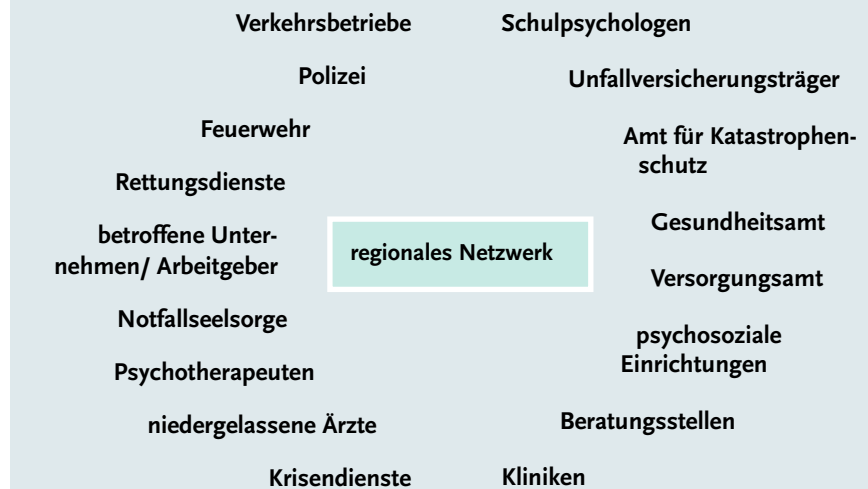 Verkehrsbetriebe
Schulpsychologen
Polizei
Unfallversicherungsträger
Feuerwehr
Amt für Katastrophen-
schutz
Rettungsdienste
Gesundheitsamt
betroffene Unter-
nehmen/ Arbeitgeber
regionales Netzwerk
Versorgungsamt
Notfallseelsorge
psychosoziale
Einrichtungen
Psychotherapeuten
niedergelassene Ärzte
Beratungsstellen
Krisendienste
Kliniken